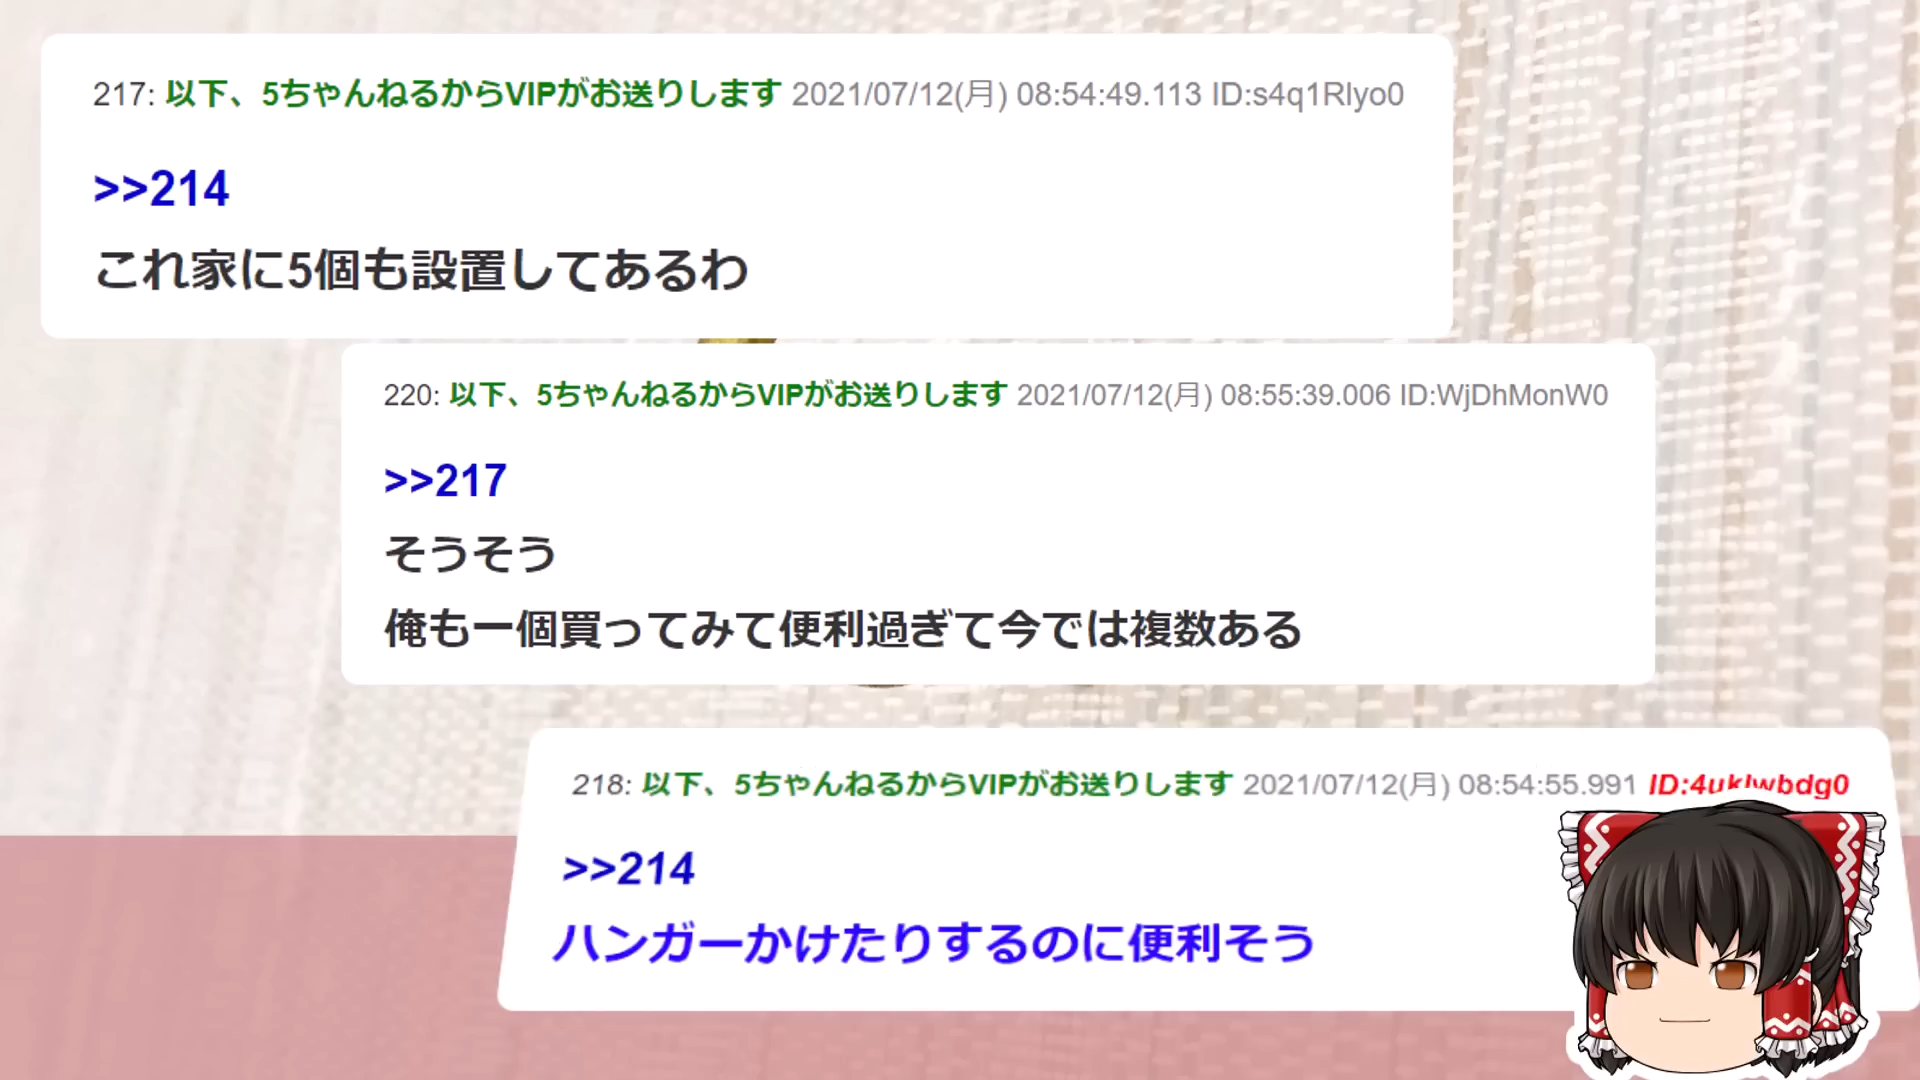 217: 以下、5ちゃんねるからVIPがお送りします 2021/07/12(月) 08:54:49.113 ID:s4q1Rlyo0
>>214
これ家に5個も設置してあるわ
220: 以下、5ちゃんねるからVIPがお送りします 2021/07/12(月) 08:55:39.006 ID:WjDhMonW0
>>217
そうそう
俺も一個買ってみて便利過ぎて今では複数ある
218: 以下、5ちゃんねるからVIPがお送りします 2021/07/12(月) 08:54:55.991
>>214
ハンガーかけたりするのに便利そう